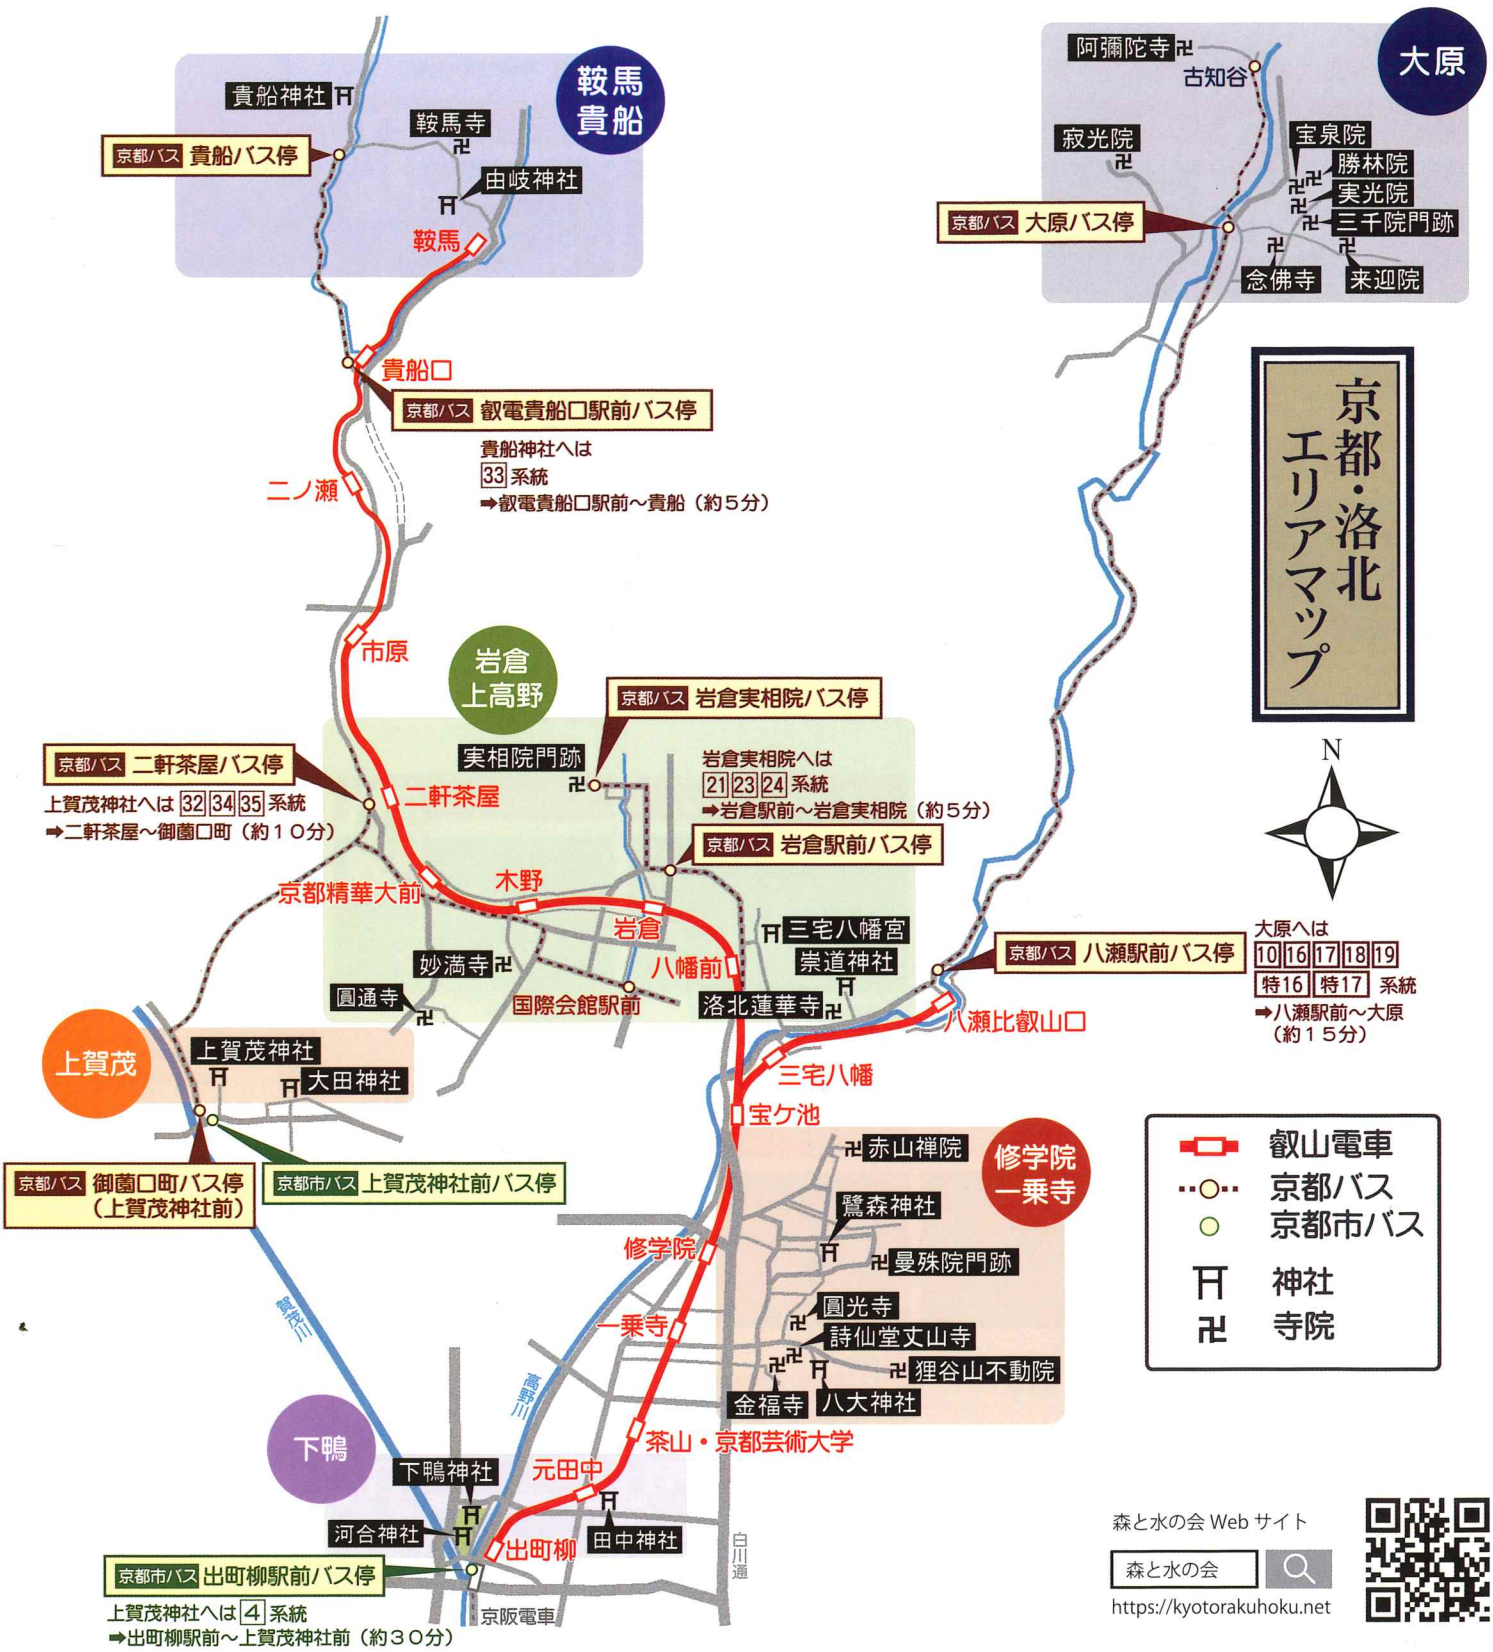 鞍馬
貴船
貴船神社
鞍馬寺
由岐神社
京都バス 貴船バス停
鞍馬
貴船口
京都バス 叡電貴船口駅前バス停
貴船神社へは
33 系統
➡叡電貴船口駅前～貴船（約5分）
二ノ瀬
市原
大原
阿彌陀寺
古知谷
寂光院
宝泉院
勝林院
実光院
三千院門跡
京都バス 大原バス停
念佛寺
来迎院
京都・洛北
エリアマップ
N
岩倉
上高野
京都バス 岩倉実相院バス停
実相院門跡
岩倉実相院へは
21 23 24 系統
➡岩倉駅前～岩倉実相院（約5分）
京都バス 岩倉駅前バス停
京都バス 二軒茶屋バス停
上賀茂神社へは 32 34 35 系統
➡二軒茶屋～御薗口町（約10分）
二軒茶屋
京都精華大前
木野
岩倉
八幡前
三宅八幡宮
崇道神社
妙満寺
圓通寺
国際会館駅前
洛北蓮華寺
京都バス 八瀬駅前バス停
大原へは
10 16 17 18 19
特16 特17 系統
➡八瀬駅前～大原
（約15分）
八瀬比叡山口
三宅八幡
宝ケ池
上賀茂
上賀茂神社
大田神社
京都バス 御薗口町バス停
（上賀茂神社前）
京都市バス 上賀茂神社前バス停
修学院
一乗寺
赤山禅院
鷺森神社
曼殊院門跡
圓光寺
詩仙堂丈山寺
狸谷山不動院
金福寺
八大神社
修学院
一乗寺
茶山・京都芸術大学
元田中
出町柳
賀茂川
高野川
白川通
下鴨
下鴨神社
河合神社
田中神社
京都市バス 出町柳駅前バス停
上賀茂神社へは 4 系統
➡出町柳駅前～上賀茂神社前（約30分）
京阪電車
叡山電車
京都バス
京都市バス
神社
寺院
森と水の会 Web サイト
森と水の会
https://kyotorakuhoku.net